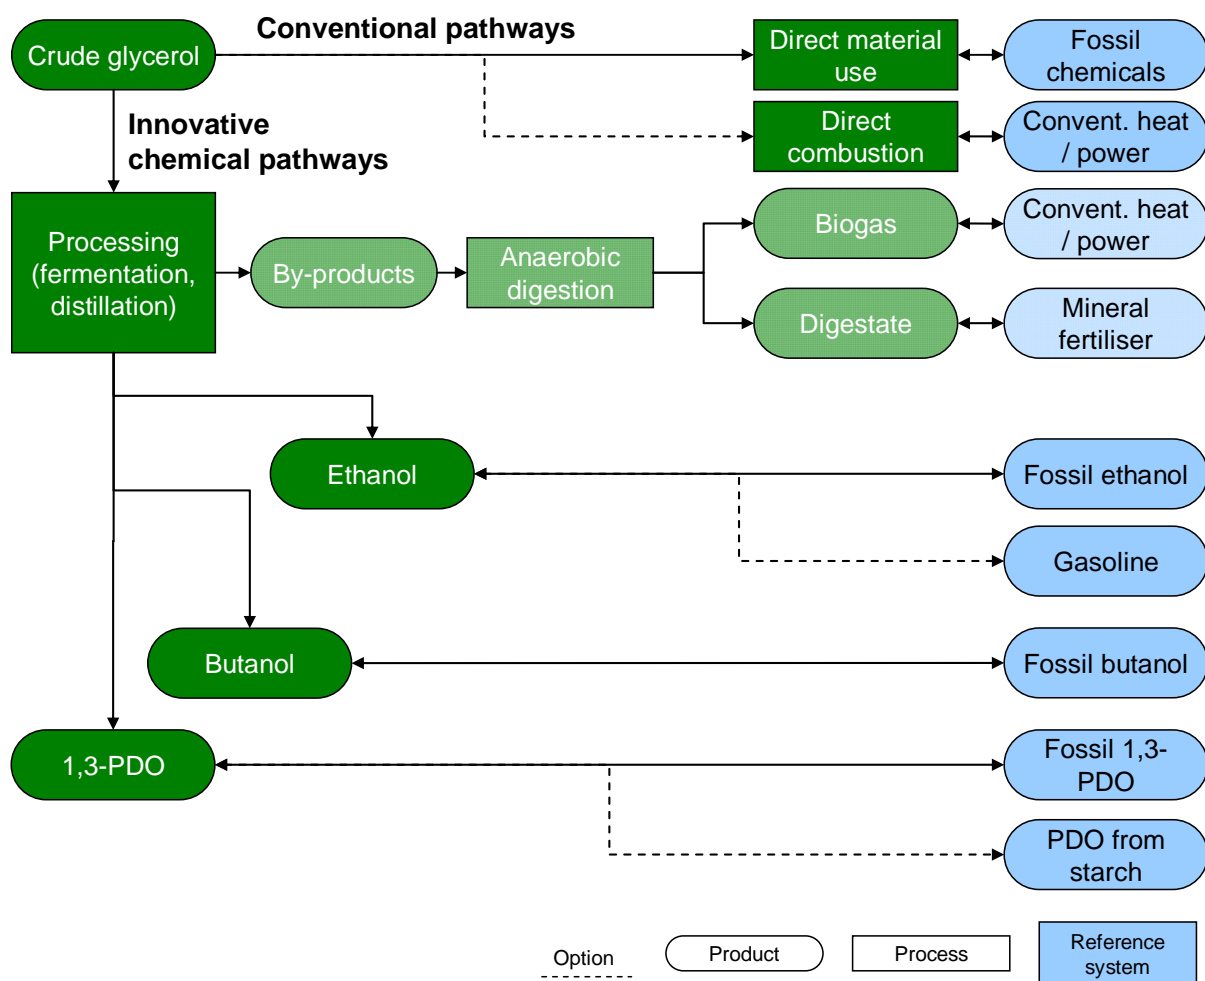 Conventional pathways
Crude glycerol
Direct material
use
Fossil
chemicals
Innovative
chemical pathways
Direct
combustion
Convent. heat
/ power
Processing
(fermentation,
distillation)
By-products
Anaerobic
digestion
Biogas
Convent. heat
/ power
Digestate
Mineral
fertiliser
Ethanol
Fossil ethanol
Gasoline
Butanol
Fossil butanol
1,3-PDO
Fossil 1,3-
PDO
PDO from
starch
Option
Product
Process
Reference
system